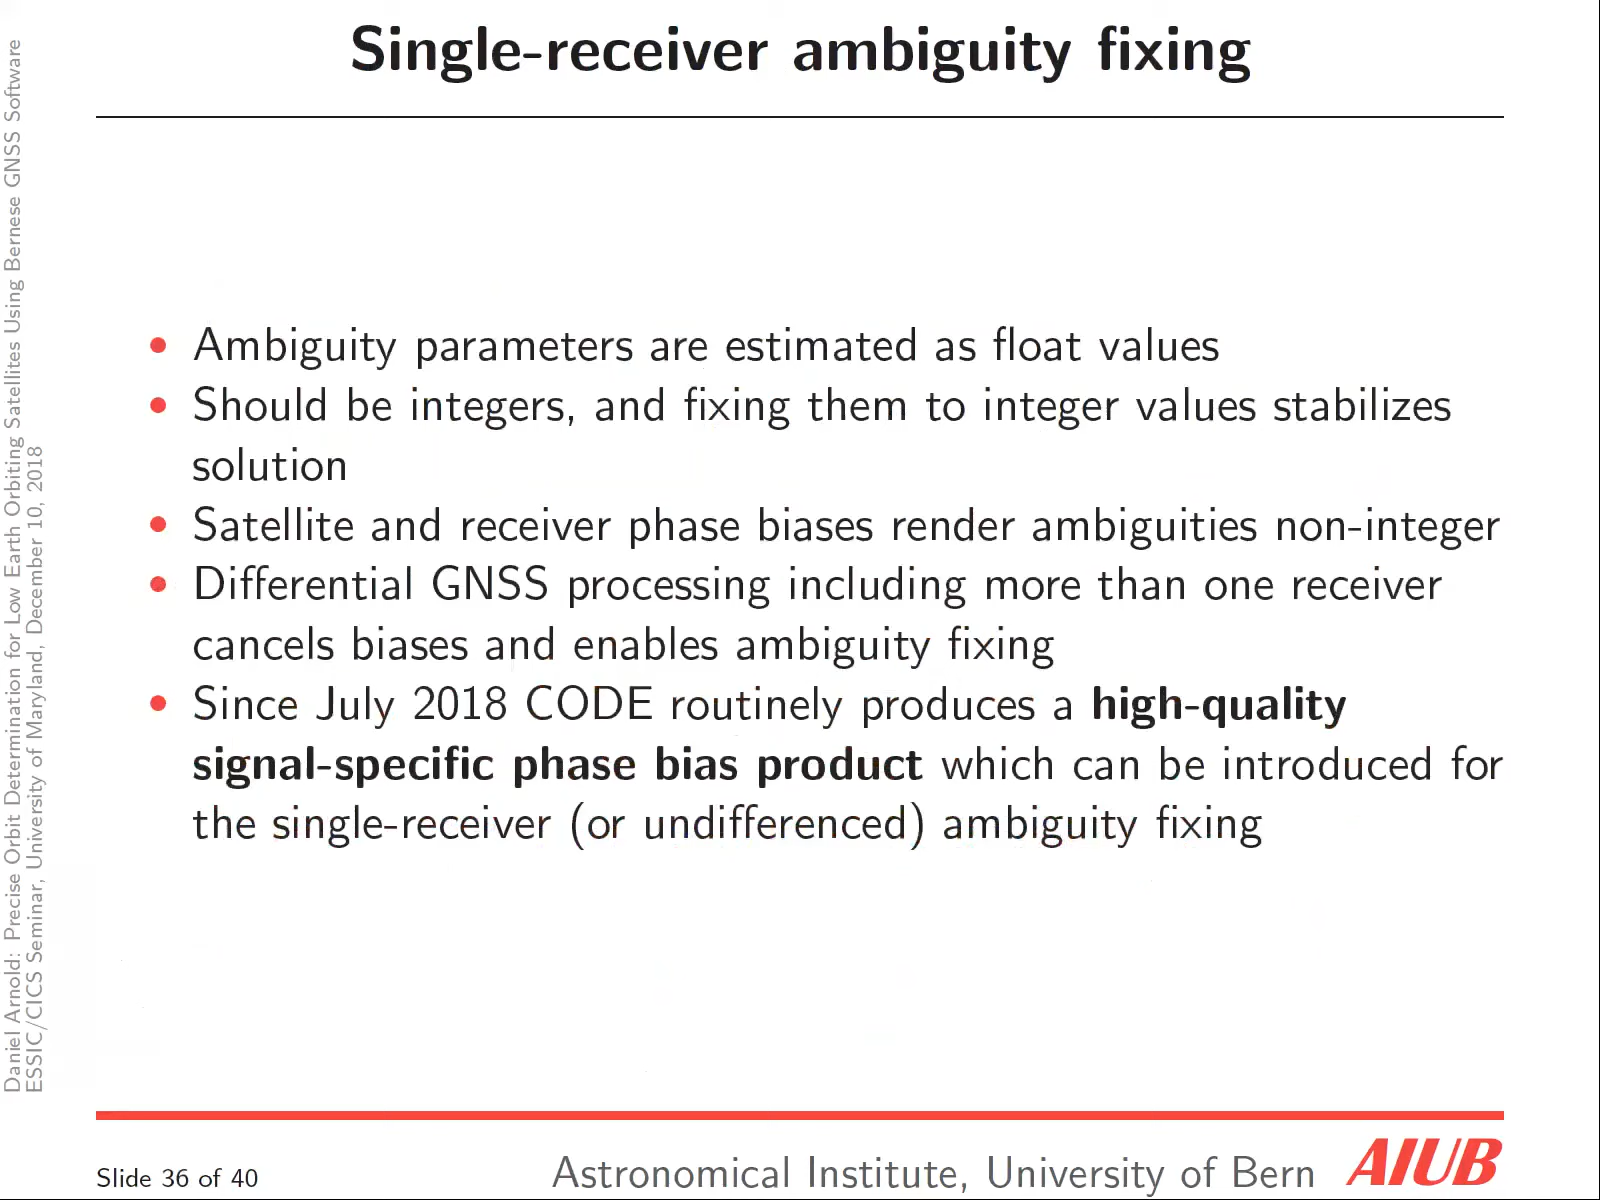 Single-receiver ambiguity fixing
Daniel Arnold: Precise Orbit Determination for Low Earth Orbiting Satellites Using Bernese GNSS Software
ESSIC/CICS Seminar, University of Maryland, December 10, 2018
• Ambiguity parameters are estimated as float values
• Should be integers, and fixing them to integer values stabilizes
solution
• Satellite and receiver phase biases render ambiguities non-integer
• Differential GNSS processing including more than one receiver
cancels biases and enables ambiguity fixing
• Since July 2018 CODE routinely produces a high-quality
signal-specific phase bias product which can be introduced for
the single-receiver (or undifferenced) ambiguity fixing
Slide 36 of 40
Astronomical Institute, University of Bern
AIUB